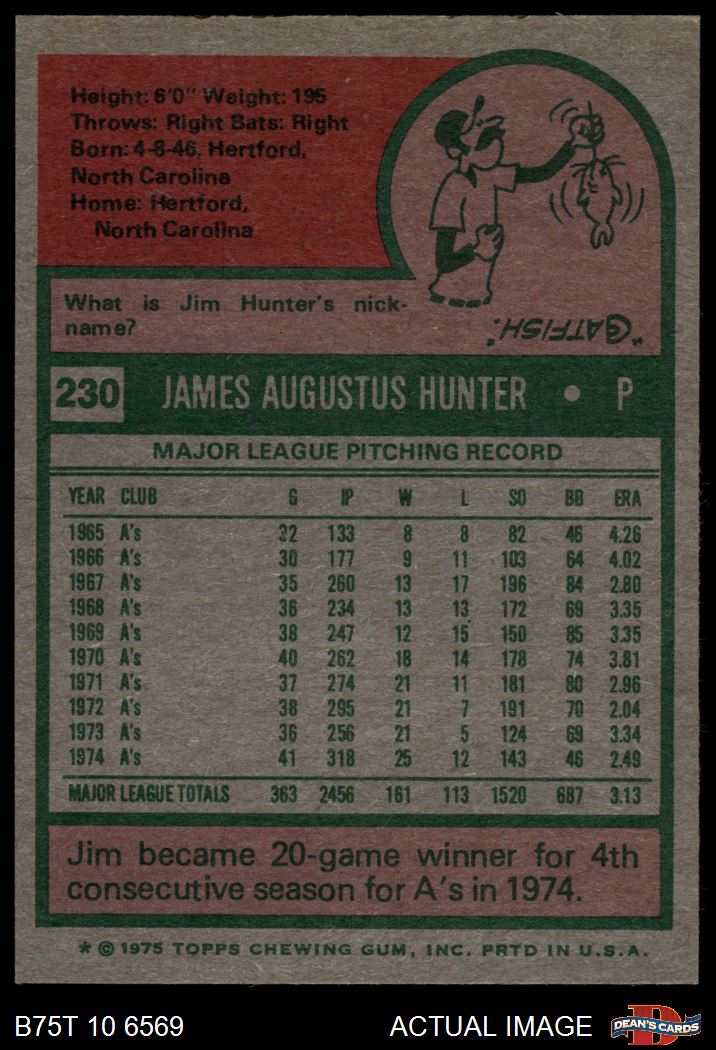 Height: 6'0" Weight: 195
Throws: Right Bats: Right
Born: 4-8-46, Hertford,
North Carolina
Home: Hertford,
North Carolina
What is Jim Hunter's nick-
name?
"CATFISH."
230 JAMES AUGUSTUS HUNTER • P
MAJOR LEAGUE PITCHING RECORD
YEAR CLUB G IP W L SO BB ERA
1965 A's 32 133 8 8 82 46 4.26
1966 A's 30 177 9 11 103 64 4.02
1967 A's 35 260 13 17 196 84 2.80
1968 A's 36 234 13 13 172 69 3.35
1969 A's 38 247 12 15 150 85 3.35
1970 A's 40 262 18 14 178 74 3.81
1971 A's 37 274 21 11 181 80 2.96
1972 A's 38 295 21 7 191 70 2.04
1973 A's 36 256 21 5 124 69 3.34
1974 A's 41 318 25 12 143 46 2.49
MAJOR LEAGUE TOTALS 363 2456 161 113 1520 687 3.13
Jim became 20-game winner for 4th
consecutive season for A's in 1974.
* © 1975 TOPPS CHEWING GUM, INC. PRTD IN U.S.A.
B75T 10 6569 ACTUAL IMAGE D DEAN'S CARDS